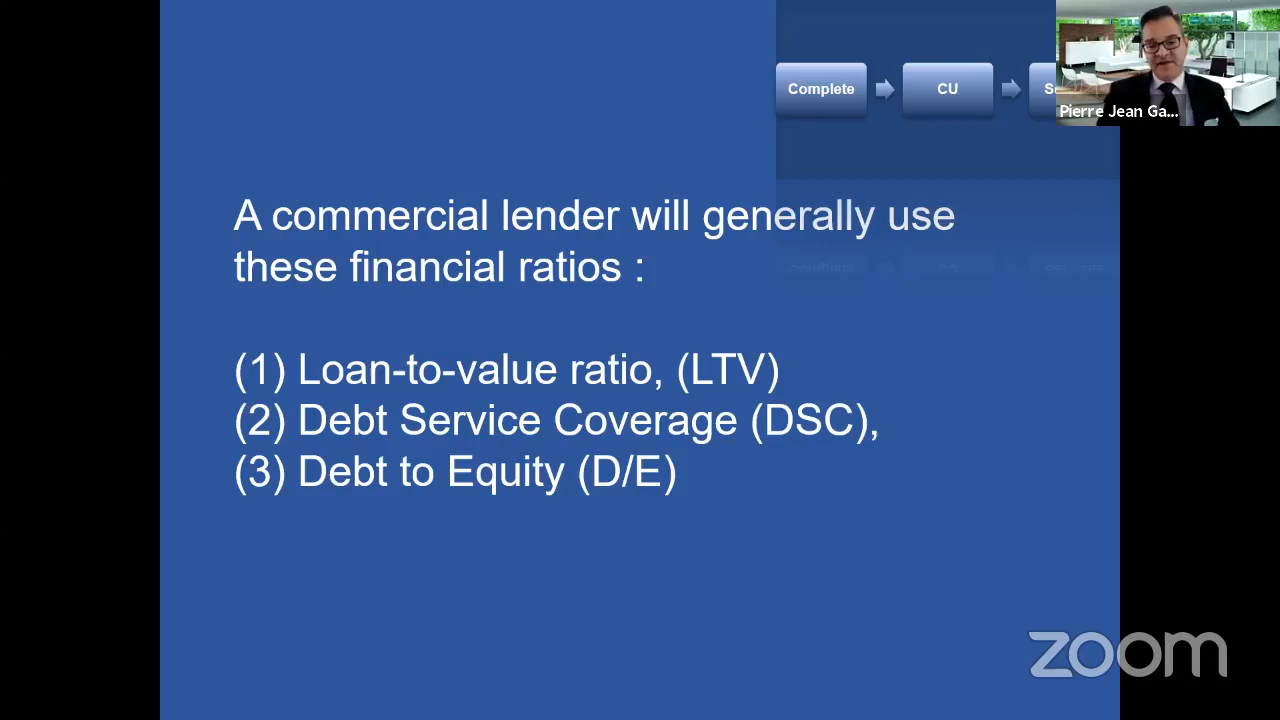 Complete
CU
Pierre Jean Ga...
A commercial lender will generally use
these financial ratios :
(1) Loan-to-value ratio, (LTV)
(2) Debt Service Coverage (DSC),
(3) Debt to Equity (D/E)
zoom